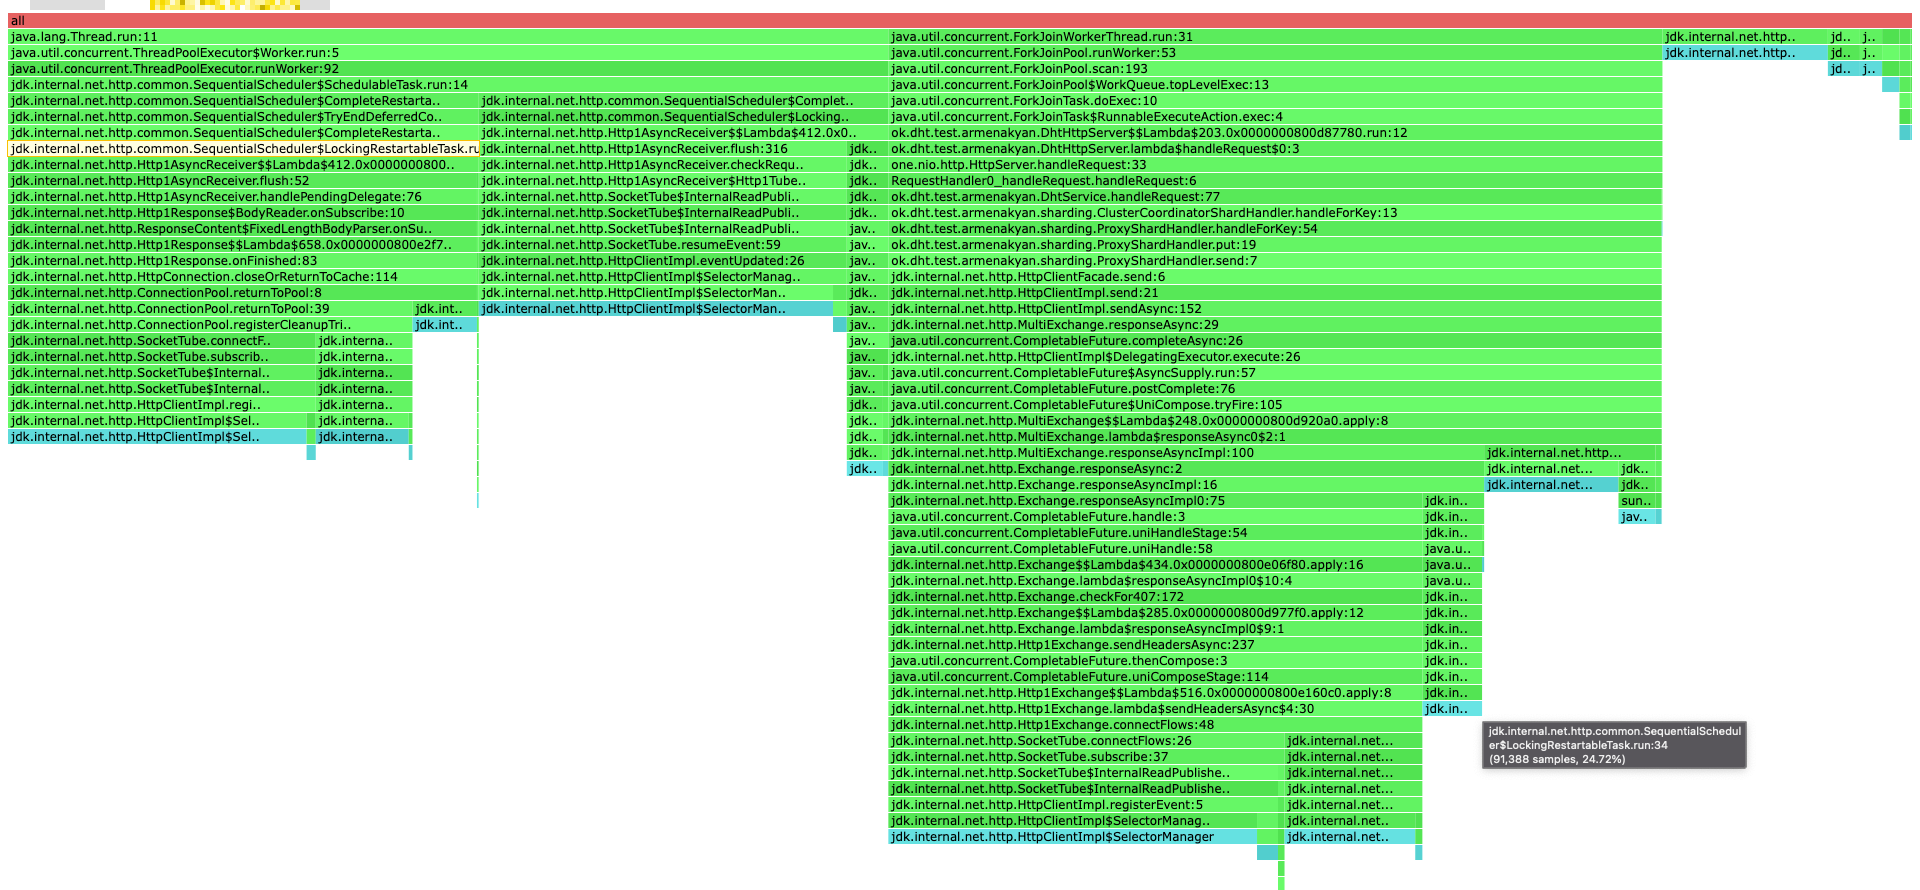 all
java.lang.Thread.run:11 java.util.concurrent.ForkJoinWorkerThread.run:31 jdk.internal.net.http.. jd.. j..
java.util.concurrent.ThreadPoolExecutor$Worker.run:5 java.util.concurrent.ForkJoinPool.runWorker:53 jdk.internal.net.http.. jd.. j..
java.util.concurrent.ThreadPoolExecutor.runWorker:92 java.util.concurrent.ForkJoinPool.scan:193 jd.. j..
jdk.internal.net.http.common.SequentialScheduler$SchedulableTask.run:14 java.util.concurrent.ForkJoinPool$WorkQueue.topLevelExec:13
jdk.internal.net.http.common.SequentialScheduler$CompleteRestarta.. jdk.internal.net.http.common.SequentialScheduler$Complet.. java.util.concurrent.ForkJoinTask.doExec:10
jdk.internal.net.http.common.SequentialScheduler$TryEndDeferredCo.. jdk.internal.net.http.common.SequentialScheduler$Locking.. java.util.concurrent.ForkJoinTask$RunnableExecuteAction.exec:4
jdk.internal.net.http.common.SequentialScheduler$CompleteRestarta.. jdk.internal.net.http.Http1AsyncReceiver$$Lambda$412.0x0.. ok.dht.test.armenakyan.DhtHttpServer$$Lambda$203.0x0000000800d87780.run:12
jdk.internal.net.http.common.SequentialScheduler$LockingRestartableTask.ru jdk.internal.net.http.Http1AsyncReceiver.flush:316 jdk.. ok.dht.test.armenakyan.DhtHttpServer.lambda$handleRequest$0:3
jdk.internal.net.http.Http1AsyncReceiver$$Lambda$412.0x0000000800.. jdk.internal.net.http.Http1AsyncReceiver.checkRequ.. jdk.. one.nio.http.HttpServer.handleRequest:33
jdk.internal.net.http.Http1AsyncReceiver.flush:52 jdk.internal.net.http.Http1AsyncReceiver$Http1Tube.. jdk.. RequestHandler0_handleRequest.handleRequest:6
jdk.internal.net.http.Http1AsyncReceiver.handlePendingDelegate:76 jdk.internal.net.http.SocketTube$InternalReadPubli.. jdk.. ok.dht.test.armenakyan.DhtService.handleRequest:77
jdk.internal.net.http.Http1Response$BodyReader.onSubscribe:10 jdk.internal.net.http.SocketTube$InternalReadPubli.. jdk.. ok.dht.test.armenakyan.sharding.ClusterCoordinatorShardHandler.handleForKey:13
jdk.internal.net.http.ResponseContent$FixedLengthBodyParser.onSu.. jdk.internal.net.http.SocketTube$InternalReadPubli.. jav.. ok.dht.test.armenakyan.sharding.ProxyShardHandler.handleForKey:54
jdk.internal.net.http.Http1Response$$Lambda$658.0x0000000800e2f7.. jdk.internal.net.http.SocketTube.resumeEvent:59 jav.. ok.dht.test.armenakyan.sharding.ProxyShardHandler.put:19
jdk.internal.net.http.Http1Response.onFinished:83 jdk.internal.net.http.HttpClientImpl.eventUpdated:26 jav.. ok.dht.test.armenakyan.sharding.ProxyShardHandler.send:7
jdk.internal.net.http.HttpConnection.closeOrReturnToCache:114 jdk.internal.net.http.HttpClientImpl$SelectorManag.. jav.. jdk.internal.net.http.HttpClientFacade.send:6
jdk.internal.net.http.ConnectionPool.returnToPool:8 jdk.internal.net.http.HttpClientImpl$SelectorMan.. jdk.. jdk.internal.net.http.HttpClientImpl.send:21
jdk.internal.net.http.ConnectionPool.returnToPool:39 jdk.int.. jdk.internal.net.http.HttpClientImpl$SelectorMan.. jav.. jdk.internal.net.http.HttpClientImpl.sendAsync:152
jdk.internal.net.http.ConnectionPool.registerCleanupTri.. jdk.int.. jav.. jdk.internal.net.http.MultiExchange.responseAsync:29
jdk.internal.net.http.SocketTube.connectF.. jdk.interna.. jav.. java.util.concurrent.CompletableFuture.completeAsync:26
jdk.internal.net.http.SocketTube.subscrib.. jdk.interna.. jav.. jdk.internal.net.http.HttpClientImpl$DelegatingExecutor.execute:26
jdk.internal.net.http.SocketTube$Internal.. jdk.interna.. jav.. java.util.concurrent.CompletableFuture$AsyncSupply.run:57
jdk.internal.net.http.SocketTube$Internal.. jdk.interna.. jav.. java.util.concurrent.CompletableFuture.postComplete:76
jdk.internal.net.http.HttpClientImpl.regi.. jdk.interna.. jdk.. java.util.concurrent.CompletableFuture$UniCompose.tryFire:105
jdk.internal.net.http.HttpClientImpl$Sel.. jdk.interna.. jdk.. jdk.internal.net.http.MultiExchange$$Lambda$248.0x0000000800d920a0.apply:8
jdk.internal.net.http.HttpClientImpl$Sel.. jdk.interna.. jdk.. jdk.internal.net.http.MultiExchange.lambda$responseAsync0$2:1
jdk.. jdk.internal.net.http.MultiExchange.responseAsyncImpl:100 jdk.internal.net.http...
jdk.. jdk.internal.net.http.Exchange.responseAsync:2 jdk.internal.net... jdk..
jdk.internal.net.http.Exchange.responseAsyncImpl:16 jdk.internal.net... jdk..
jdk.internal.net.http.Exchange.responseAsyncImpl0:75 jdk.in.. sun..
java.util.concurrent.CompletableFuture.handle:3 jdk.in.. jav..
java.util.concurrent.CompletableFuture.uniHandleStage:54 jdk.in..
java.util.concurrent.CompletableFuture.uniHandle:58 java.u..
jdk.internal.net.http.Exchange$$Lambda$434.0x0000000800e06f80.apply:16 java.u..
jdk.internal.net.http.Exchange.lambda$responseAsyncImpl0$10:4 java.u..
jdk.internal.net.http.Exchange.checkFor407:172 jdk.in..
jdk.internal.net.http.Exchange$$Lambda$285.0x0000000800d977f0.apply:12 jdk.in..
jdk.internal.net.http.Exchange.lambda$responseAsyncImpl0$9:1 jdk.in..
jdk.internal.net.http.Http1Exchange.sendHeadersAsync:237 jdk.in..
java.util.concurrent.CompletableFuture.thenCompose:3 jdk.in..
java.util.concurrent.CompletableFuture.uniComposeStage:114 jdk.in..
jdk.internal.net.http.Http1Exchange$$Lambda$516.0x0000000800e160c0.apply:8 jdk.in..
jdk.internal.net.http.Http1Exchange.lambda$sendHeadersAsync$4:30 jdk.in..
jdk.internal.net.http.Http1Exchange.connectFlows:48
jdk.internal.net.http.SocketTube.connectFlows:26 jdk.internal.net...
jdk.internal.net.http.SocketTube.subscribe:37 jdk.internal.net...
jdk.internal.net.http.SocketTube$InternalReadPublishe.. jdk.internal.net...
jdk.internal.net.http.SocketTube$InternalReadPublishe.. jdk.internal.net...
jdk.internal.net.http.HttpClientImpl.registerEvent:5 jdk.internal.net...
jdk.internal.net.http.HttpClientImpl$SelectorManag.. jdk.internal.net..
jdk.internal.net.http.HttpClientImpl$SelectorManager jdk.internal.net..
jdk.internal.net.http.common.SequentialSchedul
er$LockingRestartableTask.run:34
(91,388 samples, 24.72%)